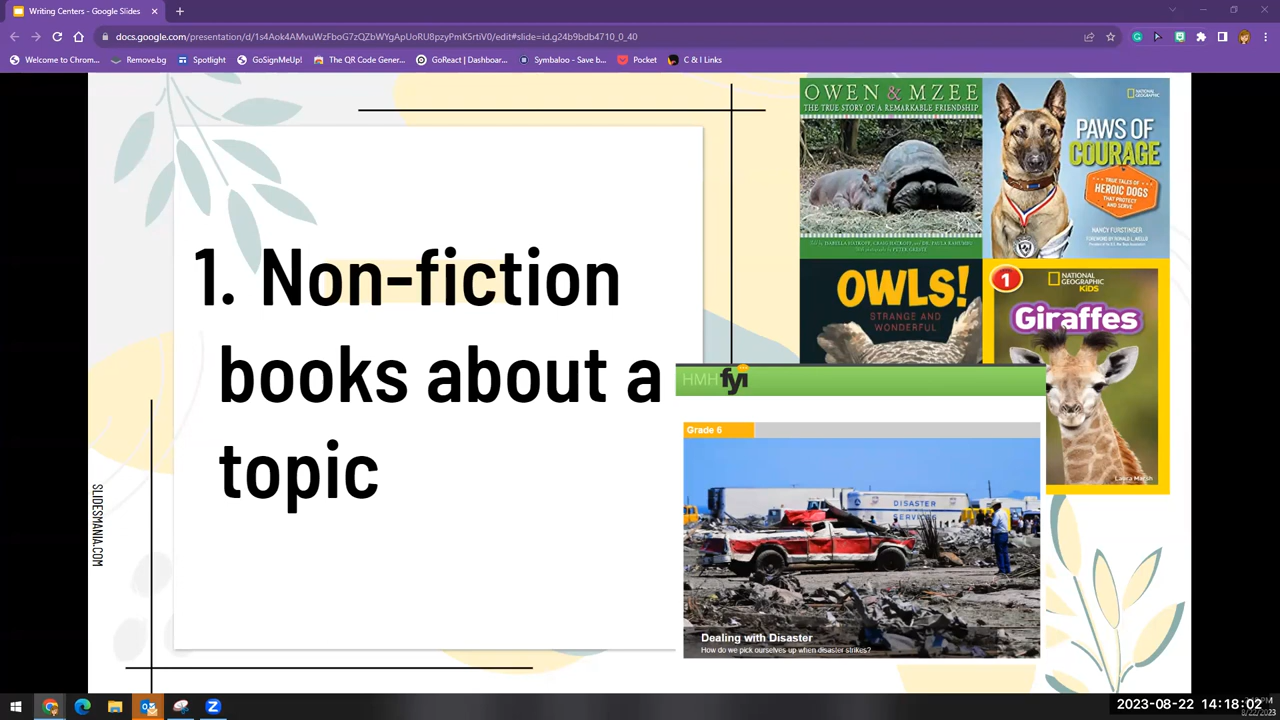 Writing Centers - Google Slides
docs.google.com/presentation/d/1s4Aok4AMvuWzFboG7zQZbWYgApUoRU8pzyPmK5rtiV0/edit#slide=id.g24b9bdb4710_0_40
Welcome to Chrom... Remove.bg Spotlight GoSignMeUp! The QR Code Gener... GoReact | Dashboar... Symbaloo - Save b... Pocket C & I Links
1. Non-fiction
books about a
topic
OWEN & MZEE
THE TRUE STORY OF A REMARKABLE FRIENDSHIP
NATIONAL GEOGRAPHIC
PAWS OF
COURAGE
TRUE TALES OF
HEROIC DOGS
THAT PROTECT
AND SERVE
NANCY FURSTINGER
OWLS!
STRANGE AND
WONDERFUL
1
NATIONAL
GEOGRAPHIC
KIDS
Giraffes
Laura Marsh
HMH fyi
Grade 6
DISASTER
SERVICES
Dealing with Disaster
How do we pick ourselves up when disaster strikes?
SLIDESMANIA.COM
2023-08-22 14:18:02